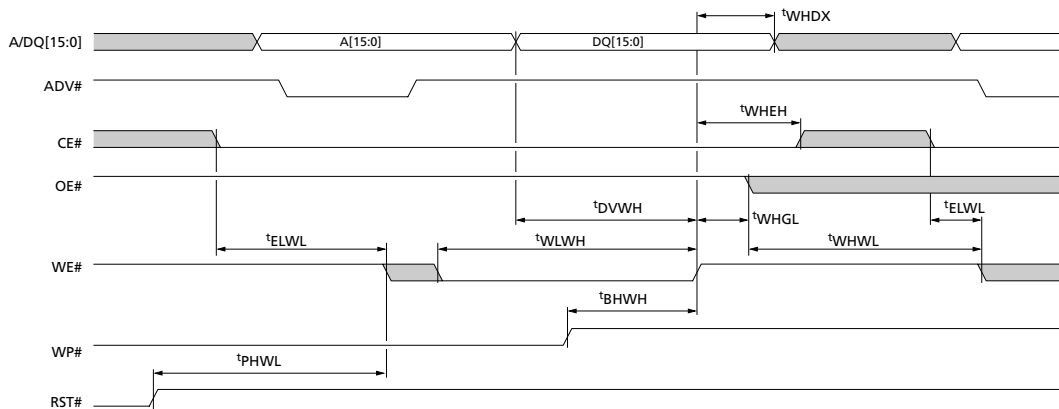 tWHDX
A/DQ[15:0] A[15:0] DQ[15:0]
ADV#
tWHEH
CE#
OE#
tDVWH tWHGL tELWL
tELWL tWLWH tWHWL
WE#
tBHWH
WP#
tPHWL
RST#